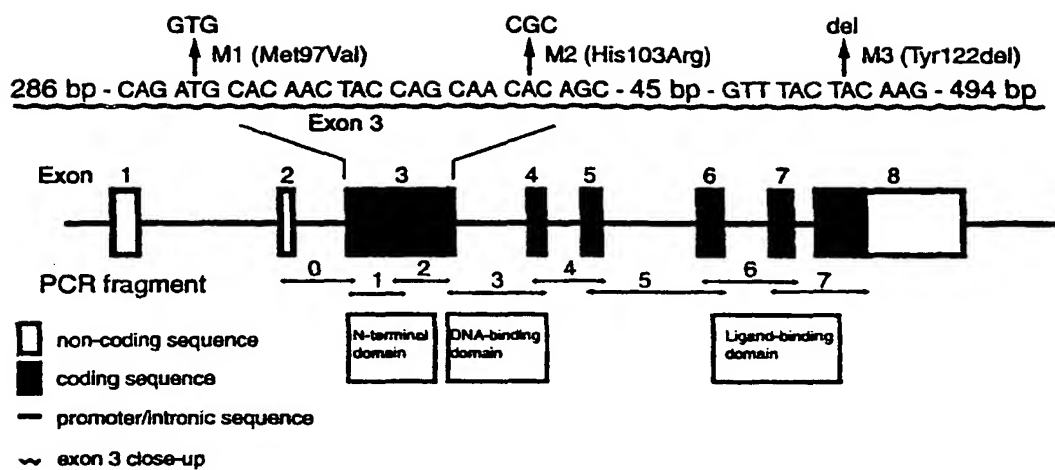 GTG CGC del
M1 (Met97Val) M2 (His103Arg) M3 (Tyr122del)
286 bp - CAG ATG CAC AAC TAC CAG CAA CAC AGC - 45 bp - GTT TAC TAC AAG - 494 bp
Exon 3
Exon 1 2 3 4 5 6 7 8
PCR fragment 0 1 2 3 4 5 6 7
N-terminal domain
DNA-binding domain
Ligand-binding domain
non-coding sequence
coding sequence
promoter/intronic sequence
exon 3 close-up